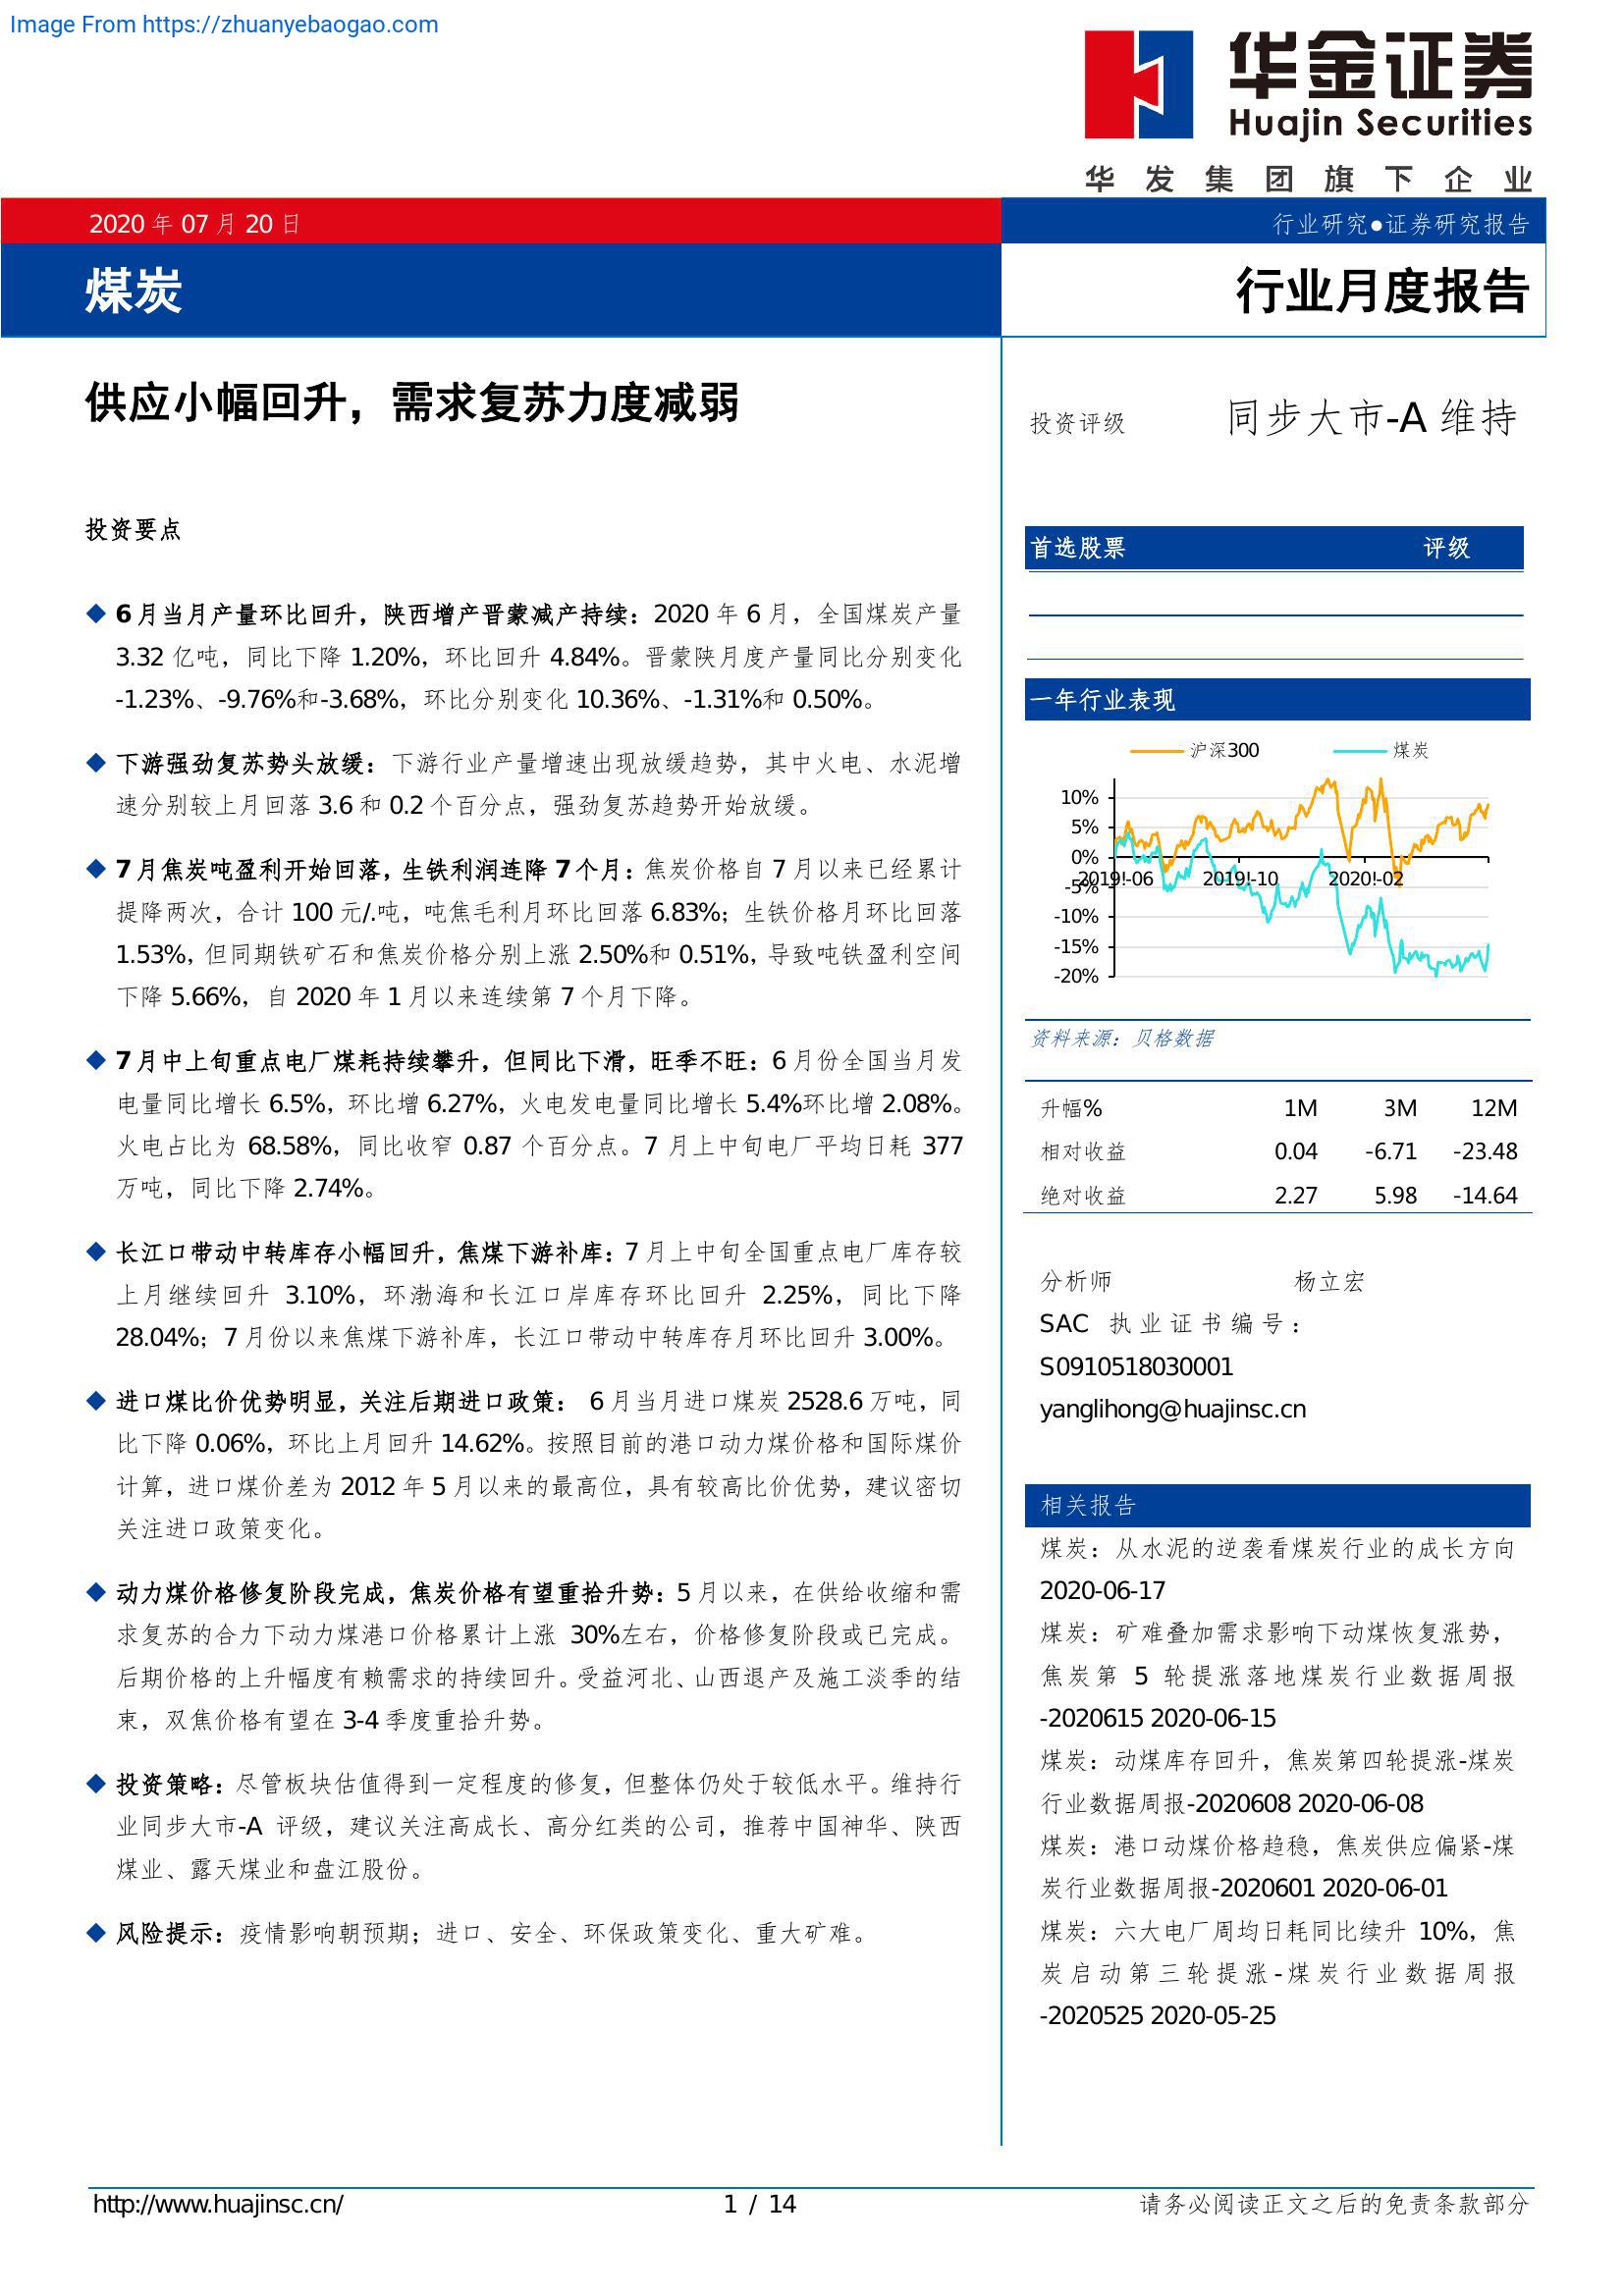 Image From https://zhuanyebaogao.com
华金证券
Huajin Securities
华发集团旗下企业
2020 年 07 月 20 日
行业研究●证券研究报告
煤炭
行业月度报告
供应小幅回升，需求复苏力度减弱
投资要点
◆ 6 月当月产量环比回升，陕西增产晋蒙减产持续：2020 年 6 月，全国煤炭产量
3.32 亿吨，同比下降 1.20%，环比回升 4.84%。晋蒙陕月度产量同比分别变化
-1.23%、-9.76%和-3.68%，环比分别变化 10.36%、-1.31%和 0.50%。
◆ 下游强劲复苏势头放缓：下游行业产量增速出现放缓趋势，其中火电、水泥增
速分别较上月回落 3.6 和 0.2 个百分点，强劲复苏趋势开始放缓。
◆ 7 月焦炭吨盈利开始回落，生铁利润连降 7 个月：焦炭价格自 7 月以来已经累计
提降两次，合计 100 元/.吨，吨焦毛利月环比回落 6.83%；生铁价格月环比回落
1.53%，但同期铁矿石和焦炭价格分别上涨 2.50%和 0.51%，导致吨铁盈利空间
下降 5.66%，自 2020 年 1 月以来连续第 7 个月下降。
◆ 7 月中上旬重点电厂煤耗持续攀升，但同比下滑，旺季不旺：6 月份全国当月发
电量同比增长 6.5%，环比增 6.27%，火电发电量同比增长 5.4%环比增 2.08%。
火电占比为 68.58%，同比收窄 0.87 个百分点。7 月上中旬电厂平均日耗 377
万吨，同比下降 2.74%。
◆ 长江口带动中转库存小幅回升，焦煤下游补库：7 月上中旬全国重点电厂库存较
上月继续回升 3.10%，环渤海和长江口岸库存环比回升 2.25%，同比下降
28.04%；7 月份以来焦煤下游补库，长江口带动中转库存月环比回升 3.00%。
◆ 进口煤比价优势明显，关注后期进口政策： 6 月当月进口煤炭 2528.6 万吨，同
比下降 0.06%，环比上月回升 14.62%。按照目前的港口动力煤价格和国际煤价
计算，进口煤价差为 2012 年 5 月以来的最高位，具有较高比价优势，建议密切
关注进口政策变化。
◆ 动力煤价格修复阶段完成，焦炭价格有望重拾升势：5 月以来，在供给收缩和需
求复苏的合力下动力煤港口价格累计上涨 30%左右，价格修复阶段或已完成。
后期价格的上升幅度有赖需求的持续回升。受益河北、山西退产及施工淡季的结
束，双焦价格有望在 3-4 季度重拾升势。
◆ 投资策略：尽管板块估值得到一定程度的修复，但整体仍处于较低水平。维持行
业同步大市-A 评级，建议关注高成长、高分红类的公司，推荐中国神华、陕西
煤业、露天煤业和盘江股份。
◆ 风险提示：疫情影响朝预期；进口、安全、环保政策变化、重大矿难。
投资评级 同步大市-A 维持
首选股票 评级
一年行业表现
沪深300 煤炭
10%
5%
0%
-5%
2019!-06 2019!-10 2020!-02
-10%
-15%
-20%
资料来源：贝格数据
升幅% 1M 3M 12M
相对收益 0.04 -6.71 -23.48
绝对收益 2.27 5.98 -14.64
分析师 杨立宏
SAC 执业证书编号：
S0910518030001
yanglihong@huajinsc.cn
相关报告
煤炭：从水泥的逆袭看煤炭行业的成长方向
2020-06-17
煤炭：矿难叠加需求影响下动煤恢复涨势，
焦炭第 5 轮提涨落地煤炭行业数据周报
-2020615 2020-06-15
煤炭：动煤库存回升，焦炭第四轮提涨-煤炭
行业数据周报-2020608 2020-06-08
煤炭：港口动煤价格趋稳，焦炭供应偏紧-煤
炭行业数据周报-2020601 2020-06-01
煤炭：六大电厂周均日耗同比续升 10%，焦
炭启动第三轮提涨-煤炭行业数据周报
-2020525 2020-05-25
http://www.huajinsc.cn/ 1 / 14 请务必阅读正文之后的免责条款部分